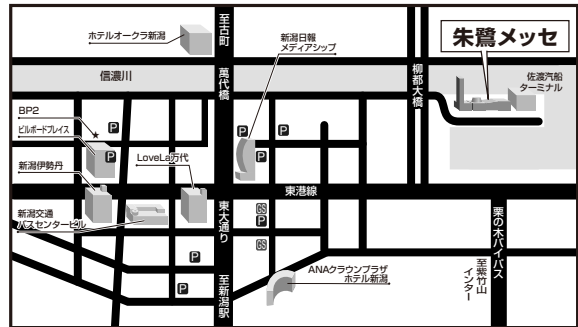 ホテルオークラ新潟
至古町
新潟日報
メディアシップ
朱鷺メッセ
信濃川
萬代橋
柳都大橋
佐渡汽船
ターミナル
BP2
P
P
P
ビルボードプレイス
P
P
新潟伊勢丹
LoveLa万代
東港線
新潟交通
バスセンタービル
東大通り
GS
P
GS
P
P
至新潟駅
ANAクラウンプラザ
ホテル新潟
栗の木バイパス
至紫竹山
インター